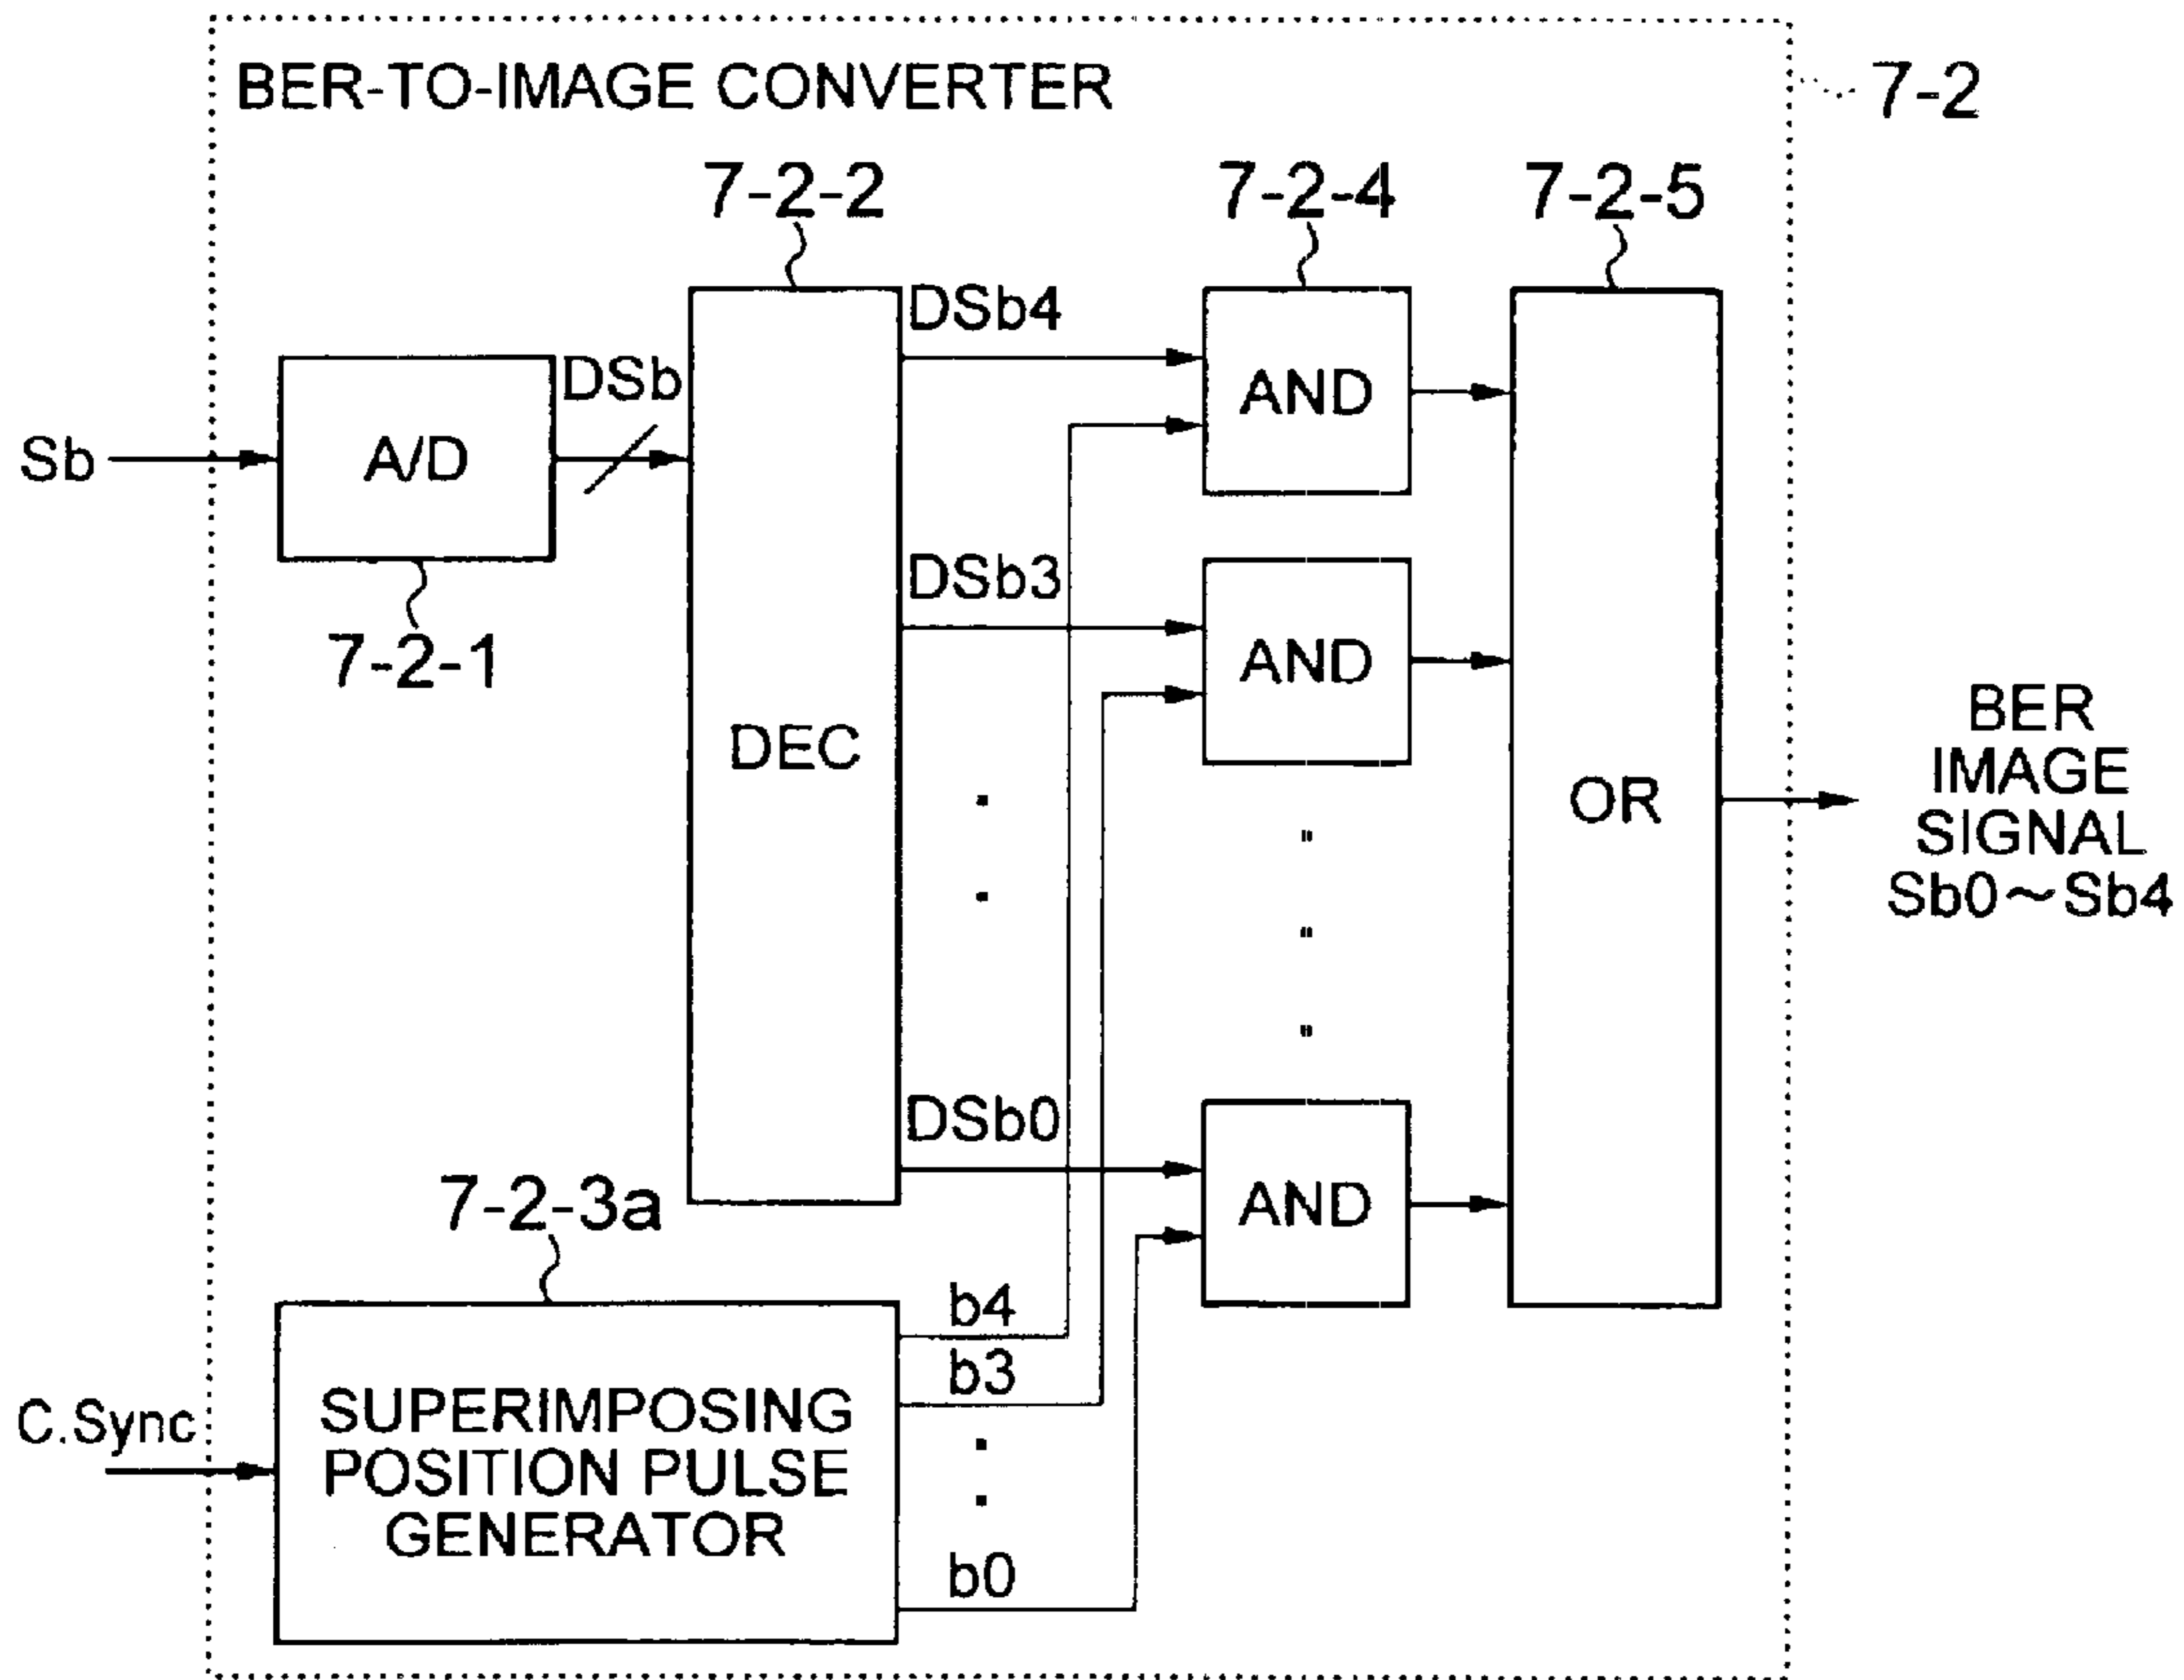 BER-TO-IMAGE CONVERTER
7-2
7-2-2
7-2-4
7-2-5
DSb4
DSb
A/D
AND
Sb
DSb3
7-2-1
AND
DEC
OR
BER
IMAGE
SIGNAL
Sb0~Sb4
DSb0
AND
7-2-3a
b4
b3
C.Sync
SUPERIMPOSING
POSITION PULSE
GENERATOR
b0